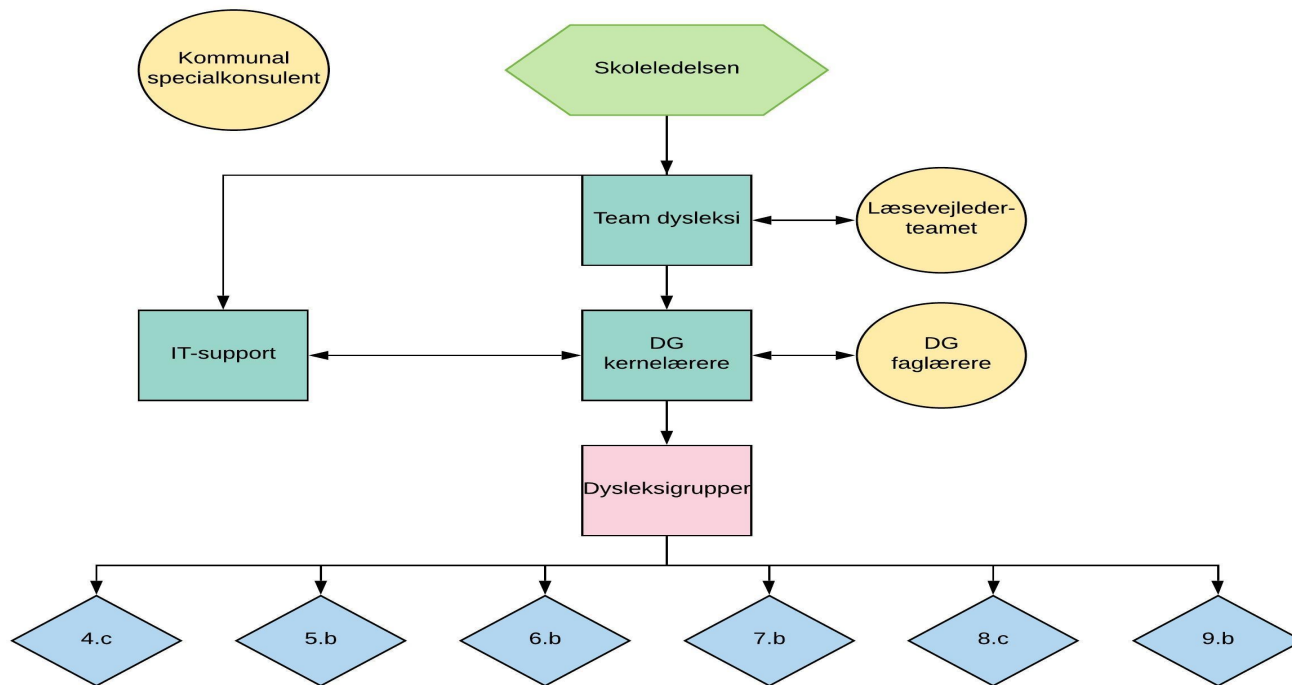 Kommunal
specialkonsulent
Skoleledelsen
Team dysleksi
Læsevejleder-
teamet
IT-support
DG
kernelærere
DG
faglærere
Dysleksigrupper
4.c
5.b
6.b
7.b
8.c
9.b